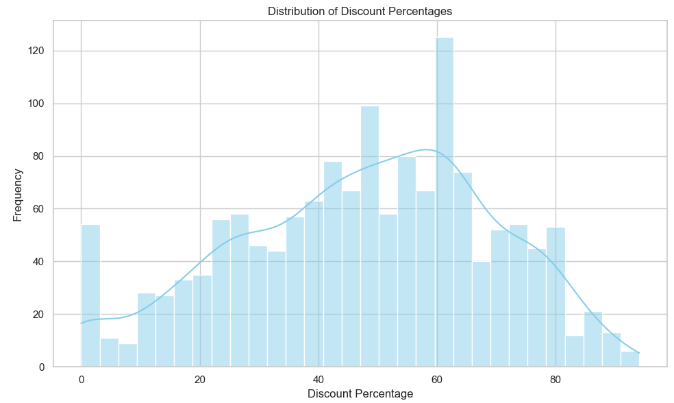 Distribution of Discount Percentages
120
100
80
60
40
20
0
Frequency
0 20 40 60 80
Discount Percentage